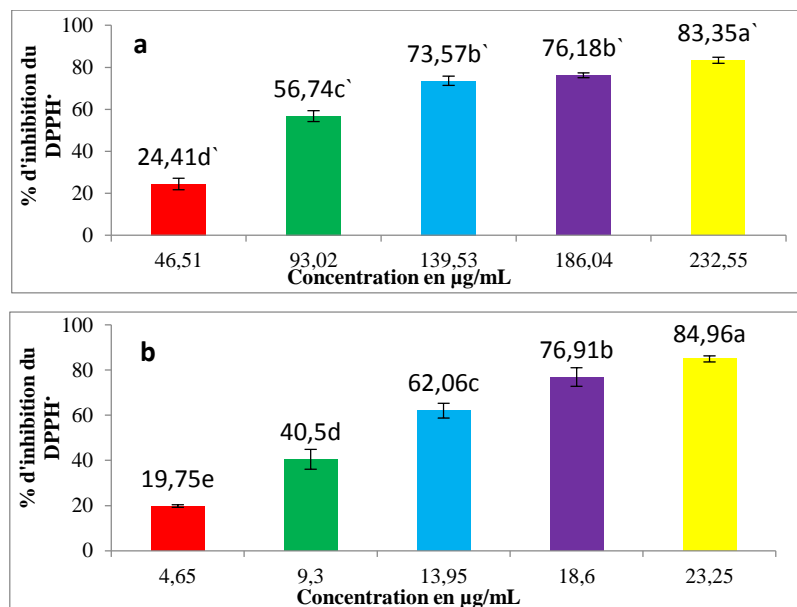 a
% d'inhibition du
DPPH•
100
80
60
40
20
0
24,41d`
56,74c`
73,57b`
76,18b`
83,35a`
46,51 93,02 139,53 186,04 232,55
Concentration en µg/mL
b
% d'inhibition du
DPPH•
100
80
60
40
20
0
19,75e
40,5d
62,06c
76,91b
84,96a
4,65 9,3 13,95 18,6 23,25
Concentration en µg/mL